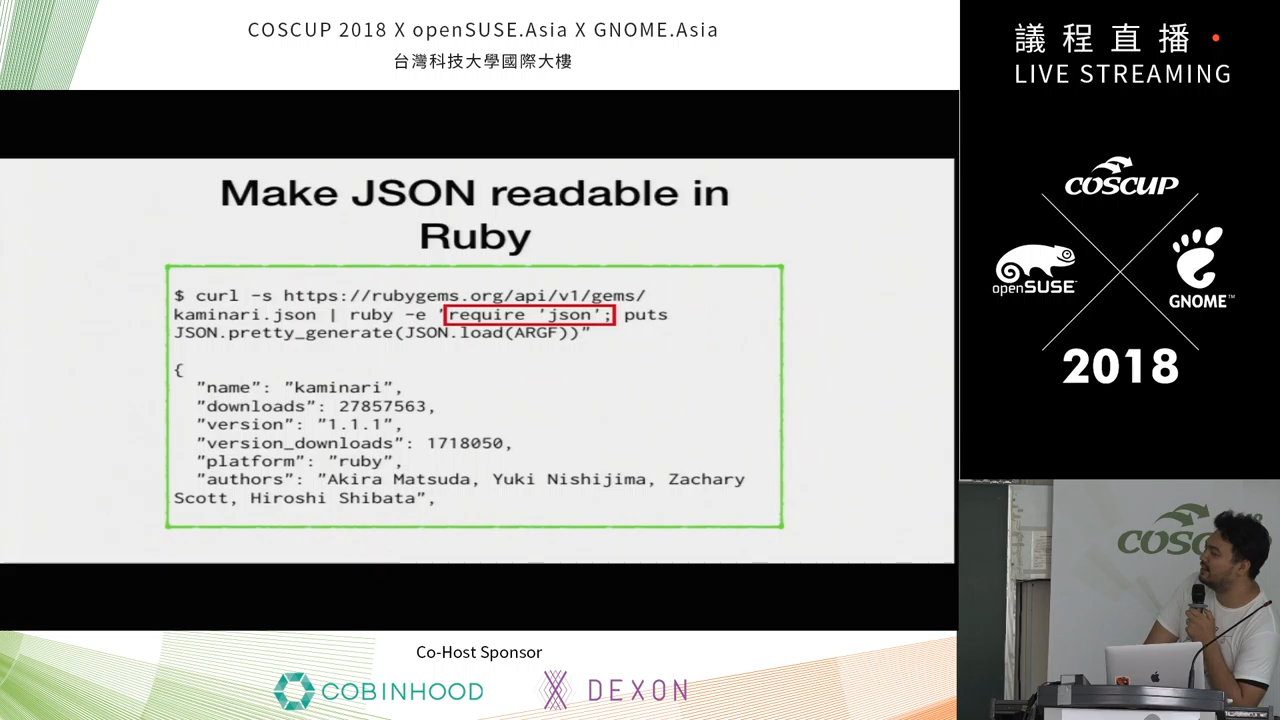 COSCUP 2018 X openSUSE.Asia X GNOME.Asia
台灣科技大學國際大樓
議程直播
LIVE STREAMING
Make JSON readable in
Ruby
$ curl -s https://rubygems.org/api/v1/gems/
kaminari.json | ruby -e 'require 'json'; puts
JSON.pretty_generate(JSON.load(ARGF))"
{
"name": "kaminari",
"downloads": 27857563,
"version": "1.1.1",
"version_downloads": 1718050,
"platform": "ruby",
"authors": "Akira Matsuda, Yuki Nishijima, Zachary
Scott, Hiroshi Shibata",
COSCUP
openSUSE
GNOME
2018
Co-Host Sponsor
COBINHOOD
DEXON